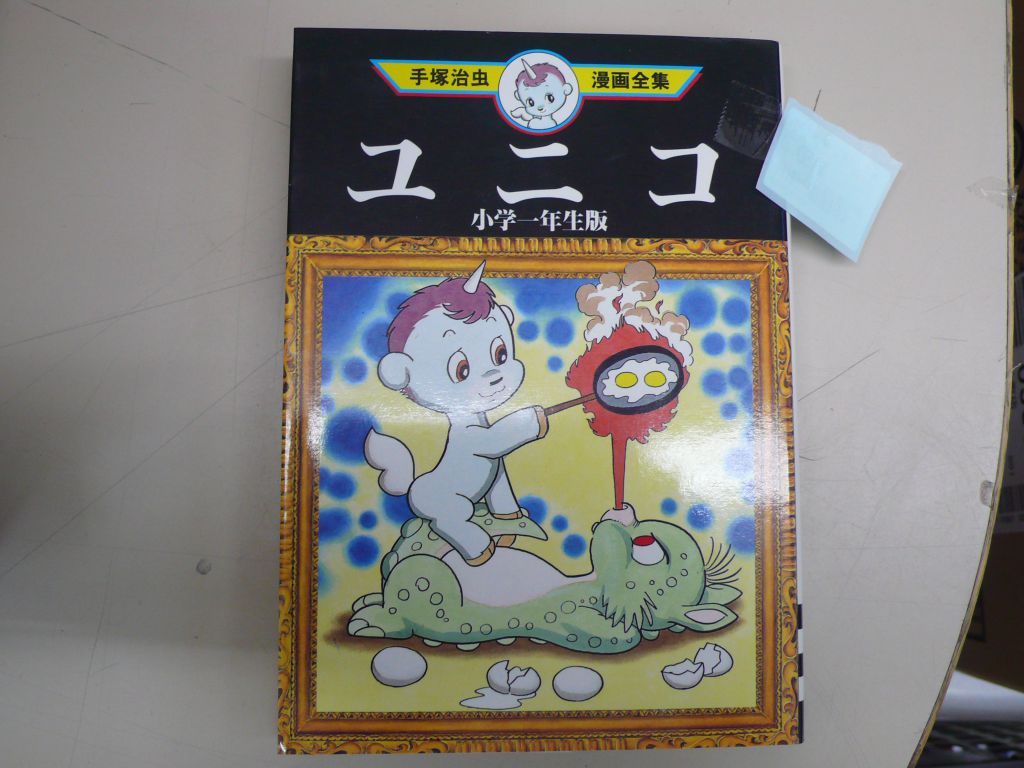 手塚治虫 漫画全集
ユニコ
小学一年生版